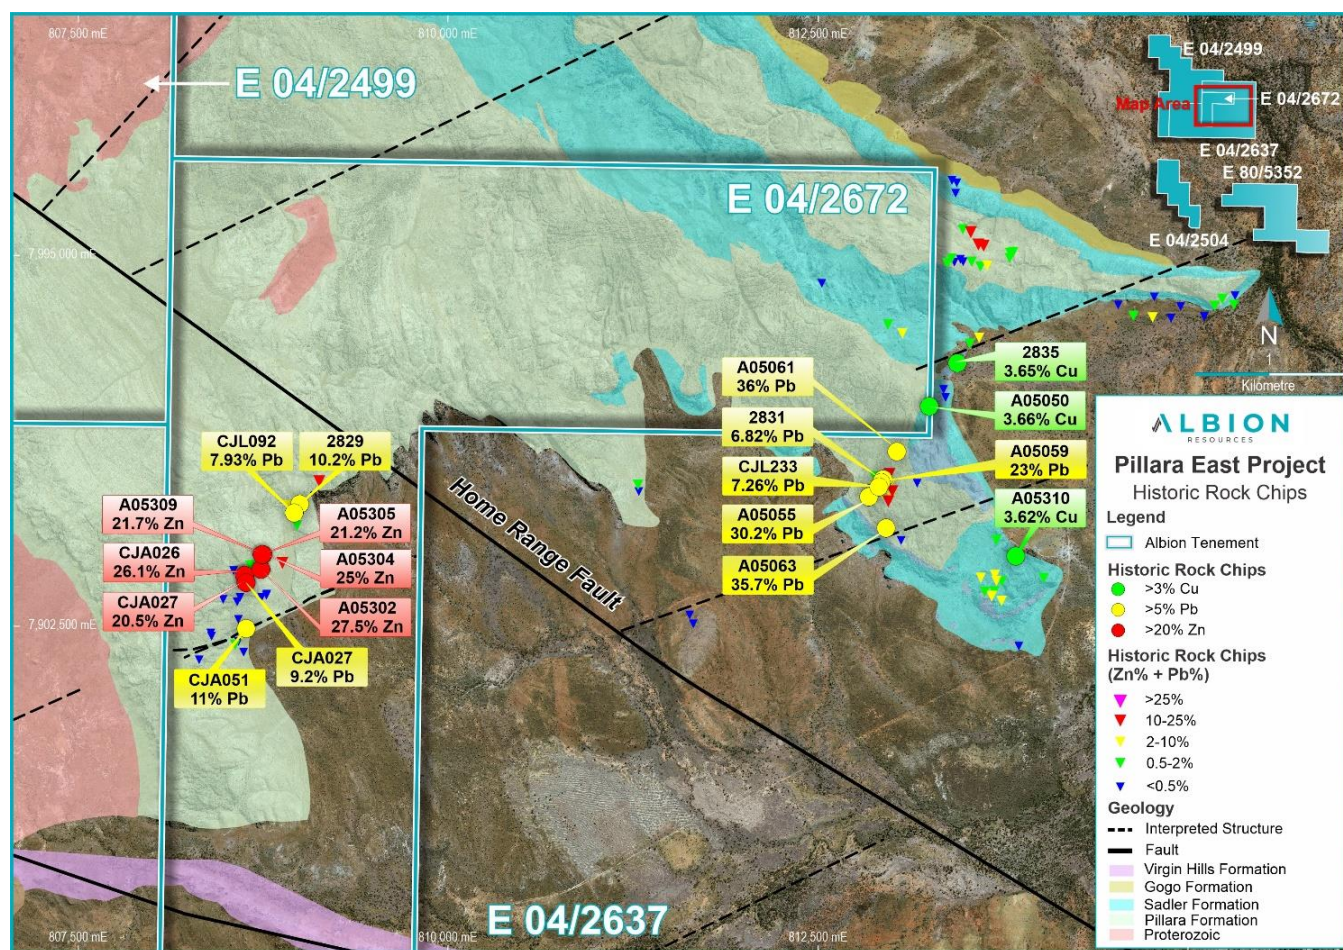 807,500 mE
810,000 mE
812,500 mE
E 04/2499
E 04/2499
E 04/2672
Map Area
E 04/2637
E 80/5352
E 04/2504
E 04/2672
7,995,000 mE
N
1
Kilometre
2835
3.65% Cu
A05061
36% Pb
A05050
3.66% Cu
2831
6.82% Pb
CJL092
7.93% Pb
2829
10.2% Pb
A05059
23% Pb
CJL233
7.26% Pb
A05310
3.62% Cu
A05309
21.7% Zn
A05305
21.2% Zn
A05055
30.2% Pb
CJA026
26.1% Zn
A05304
25% Zn
A05063
35.7% Pb
CJA027
20.5% Zn
A05302
27.5% Zn
Home Range Fault
7,902,500 mE
CJA027
9.2% Pb
CJA051
11% Pb
E 04/2637
807,500 mE
810,000 mE
812,500 mE
ALBION
RESOURCES
Pillara East Project
Historic Rock Chips
Legend
Albion Tenement
Historic Rock Chips
>3% Cu
>5% Pb
>20% Zn
Historic Rock Chips
(Zn% + Pb%)
>25%
10-25%
2-10%
0.5-2%
<0.5%
Geology
Interpreted Structure
Fault
Virgin Hills Formation
Gogo Formation
Sadler Formation
Pillara Formation
Proterozoic